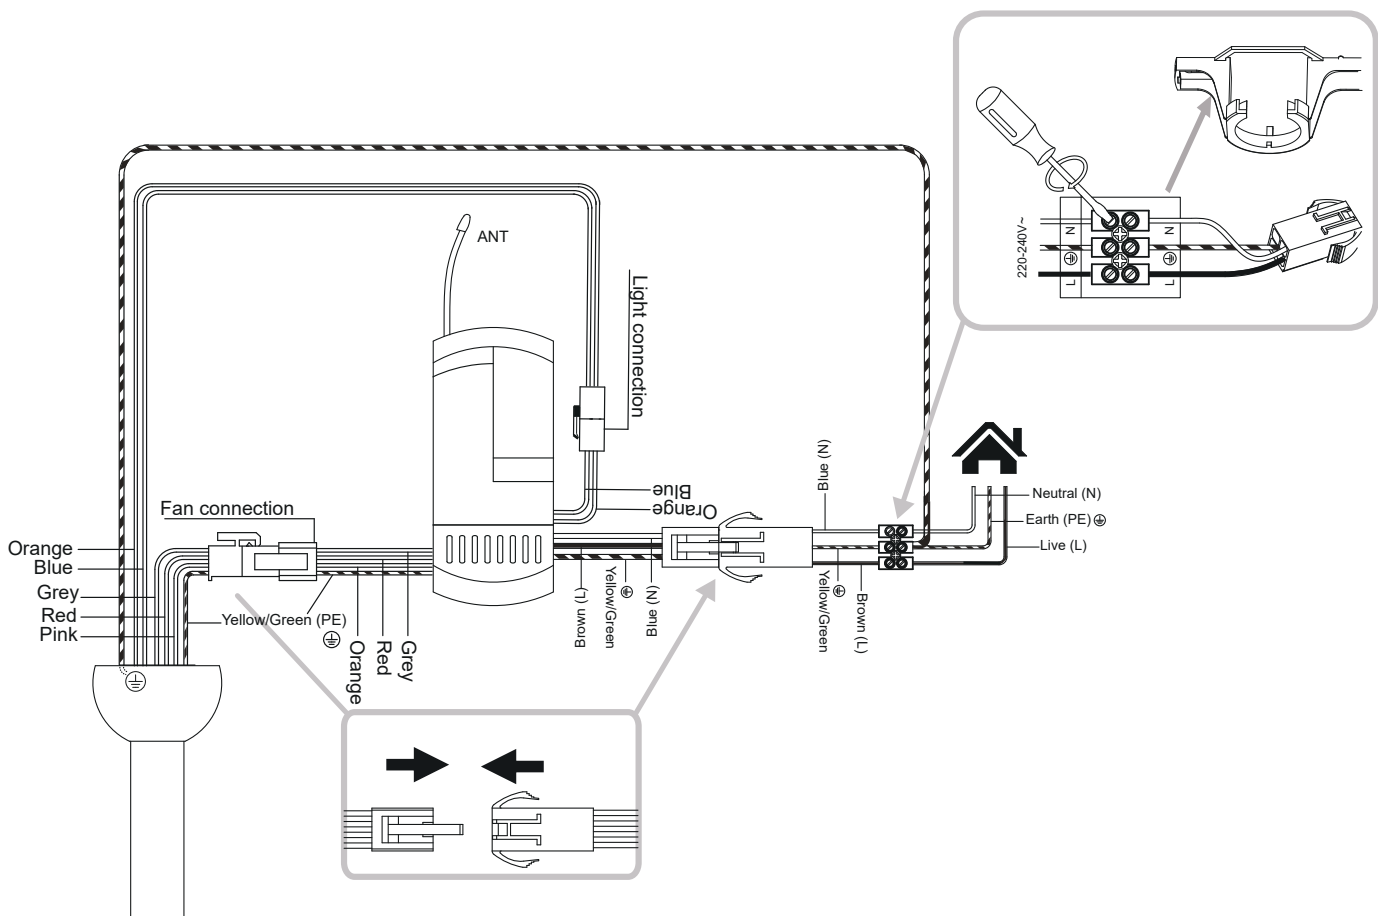 220-240V~
N
L
N
L
ANT
Light connection
Blue
Orange
Blue (N)
Neutral (N)
Earth (PE)
Live (L)
Fan connection
Orange
Blue
Grey
Red
Pink
Yellow/Green (PE)
Orange
Red
Grey
Brown (L)
Yellow/Green
Blue (N)
Yellow/Green
Brown (L)